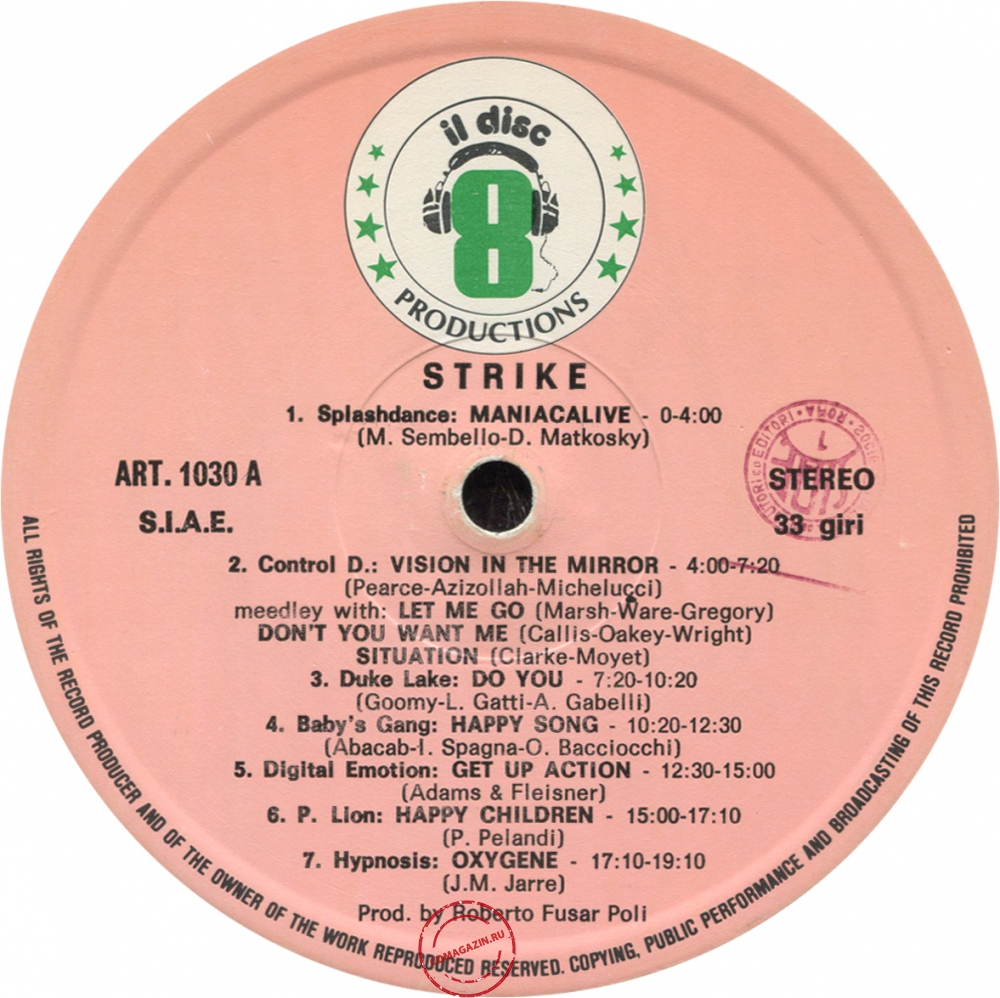 il disc
8
PRODUCTIONS
STRIKE
1. Splashdance: MANIACALIVE - 0-4:00
(M. Sembello-D. Matkosky)
ART. 1030 A
STEREO
S.I.A.E.
33 giri
2. Control D.: VISION IN THE MIRROR - 4:00-7:20
(Pearce-Azizollah-Michelucci)
meedley with: LET ME GO (Marsh-Ware-Gregory)
DON'T YOU WANT ME (Callis-Oakey-Wright)
SITUATION (Clarke-Moyet)
3. Duke Lake: DO YOU - 7:20-10:20
(Goomy-L. Gatti-A. Gabelli)
4. Baby's Gang: HAPPY SONG - 10:20-12:30
(Abacab-I. Spagna-O. Bacciocchi)
5. Digital Emotion: GET UP ACTION - 12:30-15:00
(Adams & Fleisner)
6. P. Lion: HAPPY CHILDREN - 15:00-17:10
(P. Pelandi)
7. Hypnosis: OXYGENE - 17:10-19:10
(J.M. Jarre)
Prod. by Roberto Fusar Poli
ALL RIGHTS OF THE RECORD PRODUCER AND OF THE OWNER OF THE WORK REPRODUCED RESERVED. COPYING, PUBLIC PERFORMANCE AND BROADCASTING OF THIS RECORD PROHIBITED